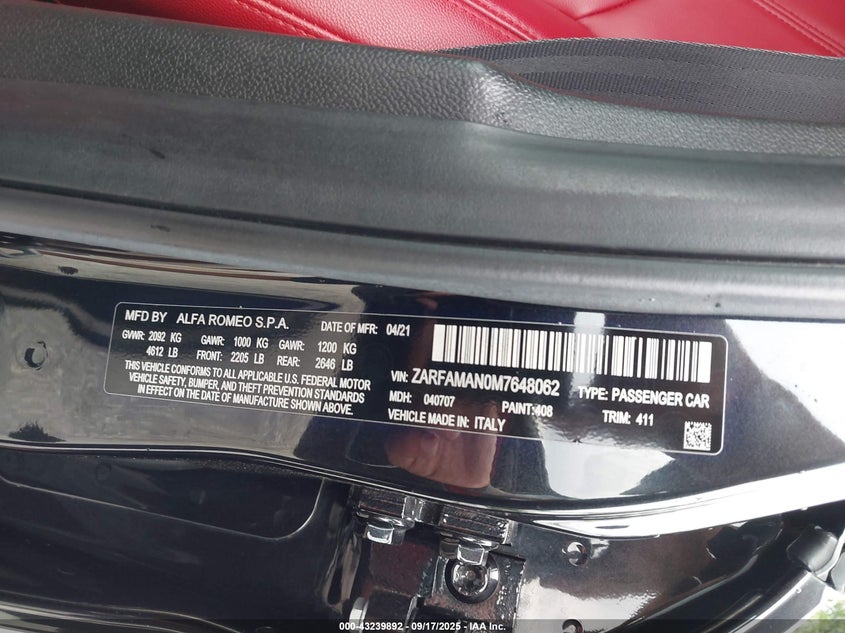 MFD BY ALFA ROMEO S.P.A. DATE OF MFR: 04/21
GVWR: 2092 KG GAWR: 1000 KG GAWR: 1200 KG
4612 LB FRONT: 2205 LB REAR: 2646 LB
THIS VEHICLE CONFORMS TO ALL APPLICABLE U.S. FEDERAL MOTOR
VEHICLE SAFETY, BUMPER, AND THEFT PREVENTION STANDARDS
IN EFFECT ON THE DATE OF MANUFACTURE SHOWN ABOVE.
VIN: ZARFAMAN0M7648062 TYPE: PASSENGER CAR
MDH: 040707 PAINT: 408 TRIM: 411
VEHICLE MADE IN: ITALY
000-43239892 - 09/17/2025 - IAA Inc.